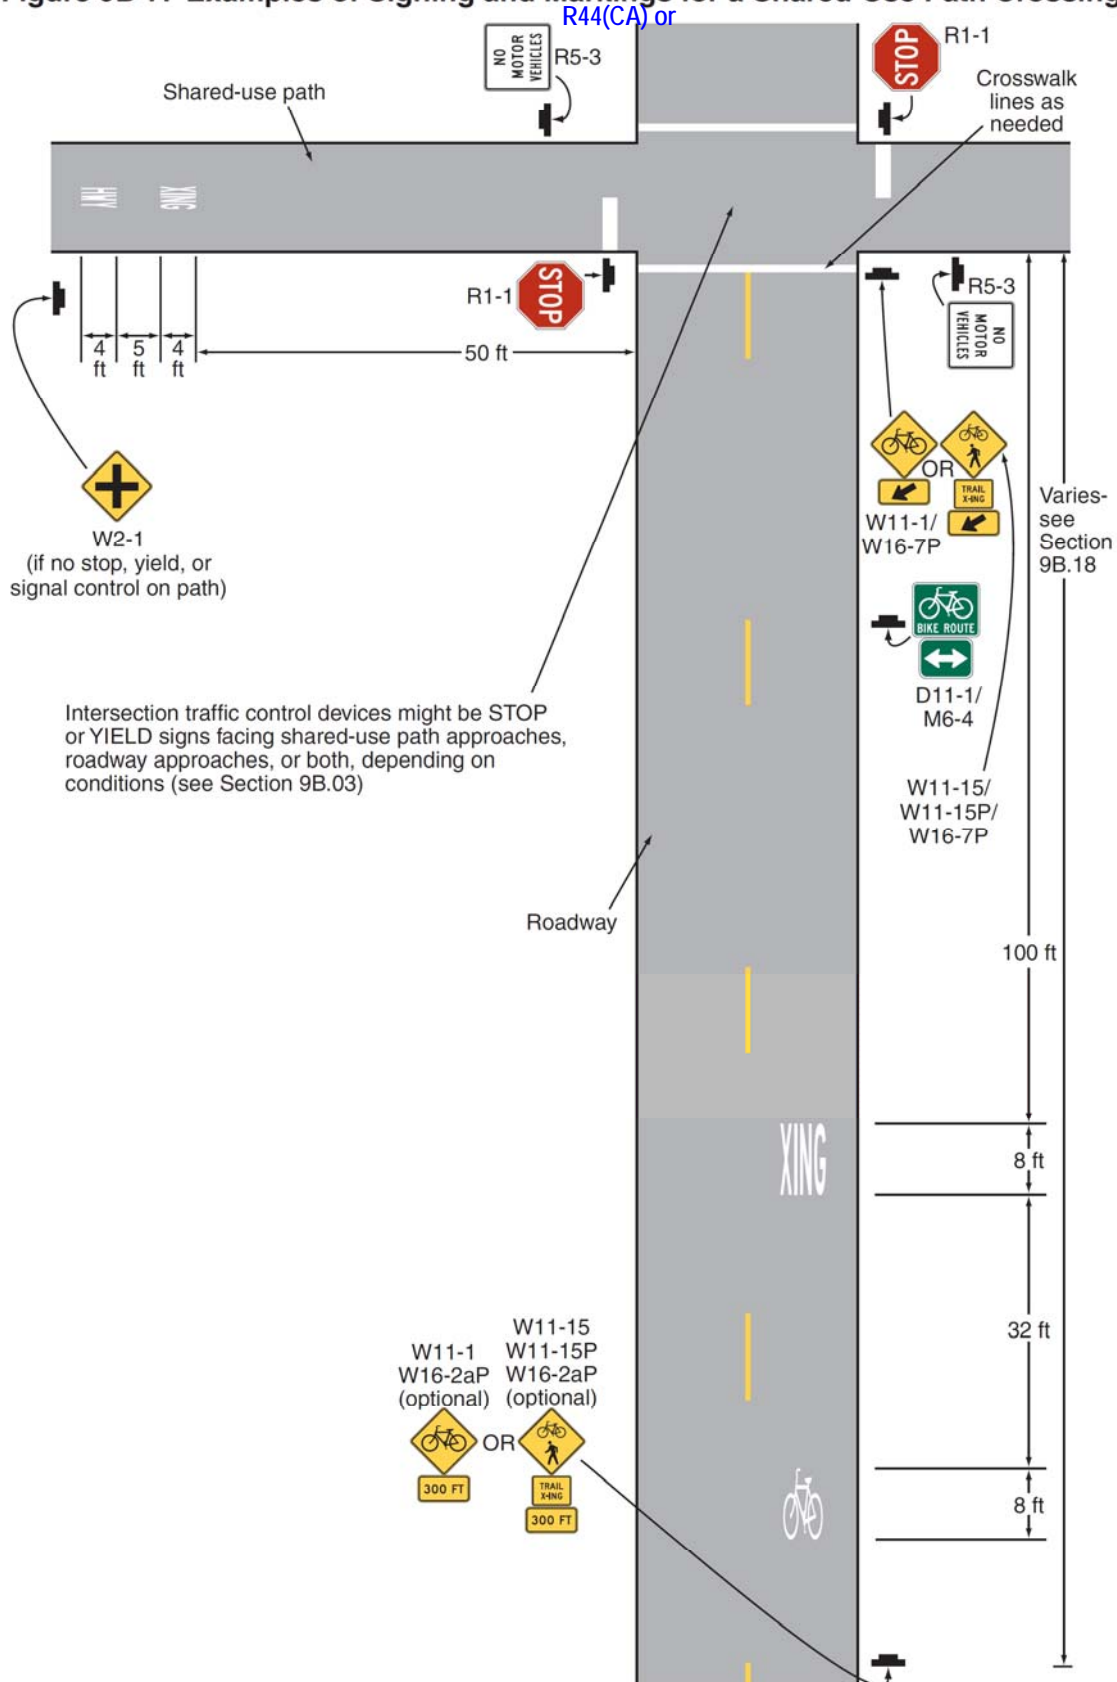 R44(CA) or
NO
MOTOR
VEHICLES
R5-3
STOP
R1-1
Shared-use path
Crosswalk
lines as
needed
HWY
XING
R1-1
STOP
R5-3
NO
MOTOR
VEHICLES
4
ft
5
ft
4
ft
50 ft
OR
TRAIL
X-ING
W11-1/
W16-7P
Varies-
see
Section
9B.18
W2-1
(if no stop, yield, or
signal control on path)
BIKE ROUTE
D11-1/
M6-4
Intersection traffic control devices might be STOP
or YIELD signs facing shared-use path approaches,
roadway approaches, or both, depending on
conditions (see Section 9B.03)
W11-15/
W11-15P/
W16-7P
Roadway
100 ft
XING
8 ft
32 ft
W11-1
W16-2aP
(optional)
W11-15
W11-15P
W16-2aP
(optional)
OR
300 FT
TRAIL
X-ING
300 FT
8 ft